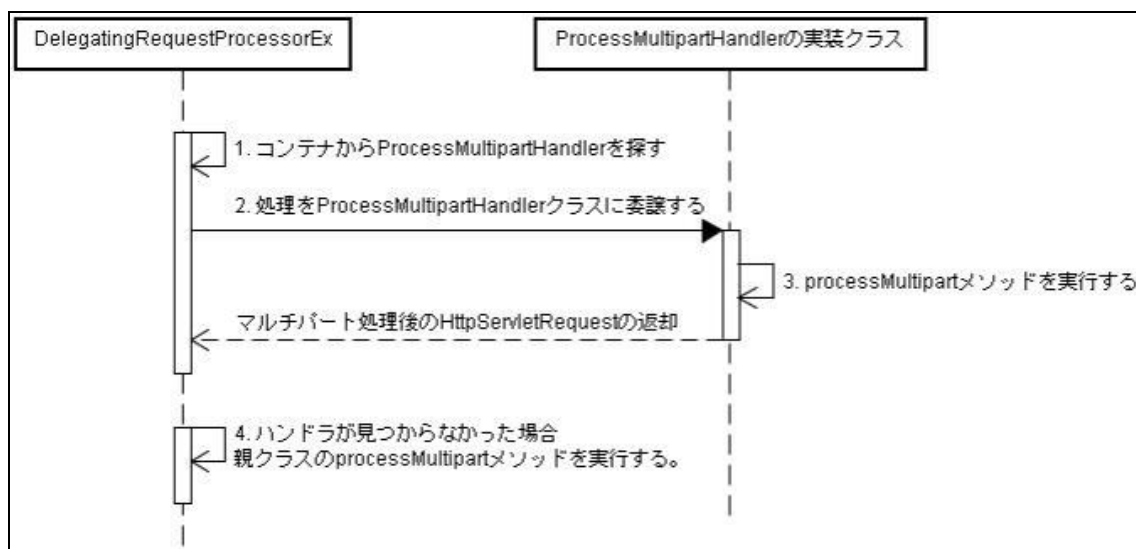 DelegatingRequestProcessorEx
ProcessMultipartHandlerの実装クラス
1. コンテナからProcessMultipartHandlerを探す
2. 処理をProcessMultipartHandlerクラスに委譲する
3. processMultipartメソッドを実行する
マルチパート処理後のHttpServletRequestの返却
4. ハンドラが見つからなかった場合
親クラスのprocessMultipartメソッドを実行する。